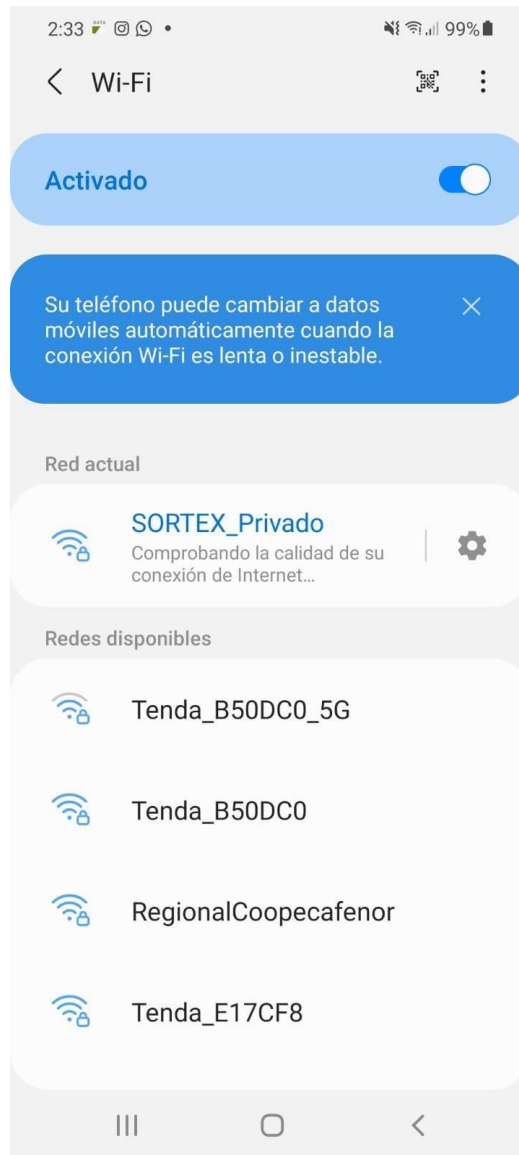 2:33
99%
Wi-Fi
Activado
Su teléfono puede cambiar a datos
móviles automáticamente cuando la
conexión Wi-Fi es lenta o inestable.
Red actual
SORTEX_Privado
Comprobando la calidad de su
conexión de Internet...
Redes disponibles
Tenda_B50DC0_5G
Tenda_B50DC0
RegionalCoopecafenor
Tenda_E17CF8